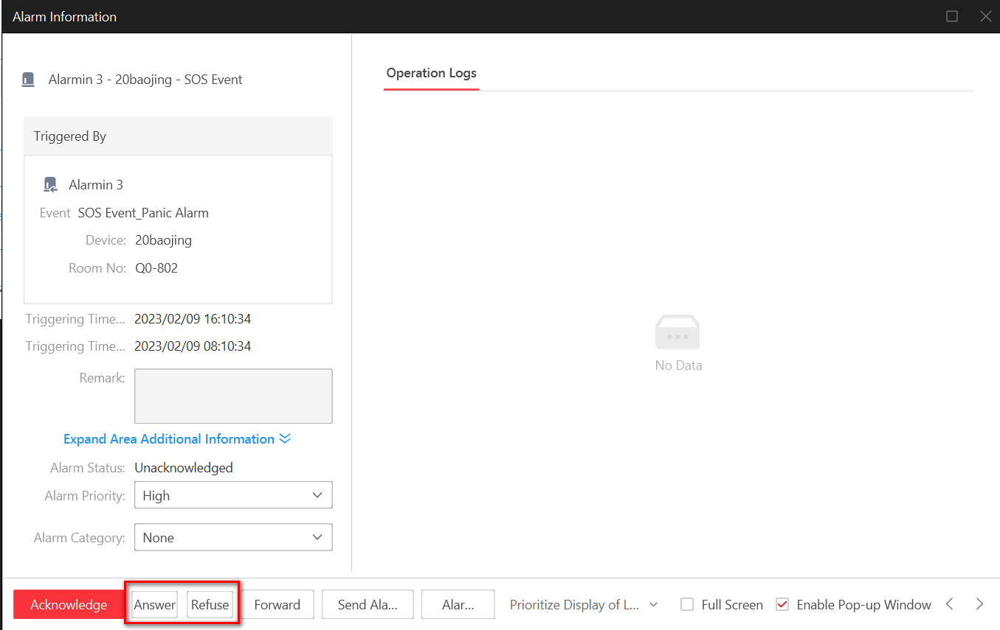 Alarm Information
Alarmin 3 - 20baojing - SOS Event
Triggered By
Alarmin 3
Event SOS Event_Panic Alarm
Device: 20baojing
Room No: Q0-802
Triggering Time... 2023/02/09 16:10:34
Triggering Time... 2023/02/09 08:10:34
Remark:
Expand Area Additional Information
Alarm Status: Unacknowledged
Alarm Priority: High
Alarm Category: None
Operation Logs
No Data
Acknowledge Answer Refuse Forward Send Ala... Alar... Prioritize Display of L... Full Screen Enable Pop-up Window